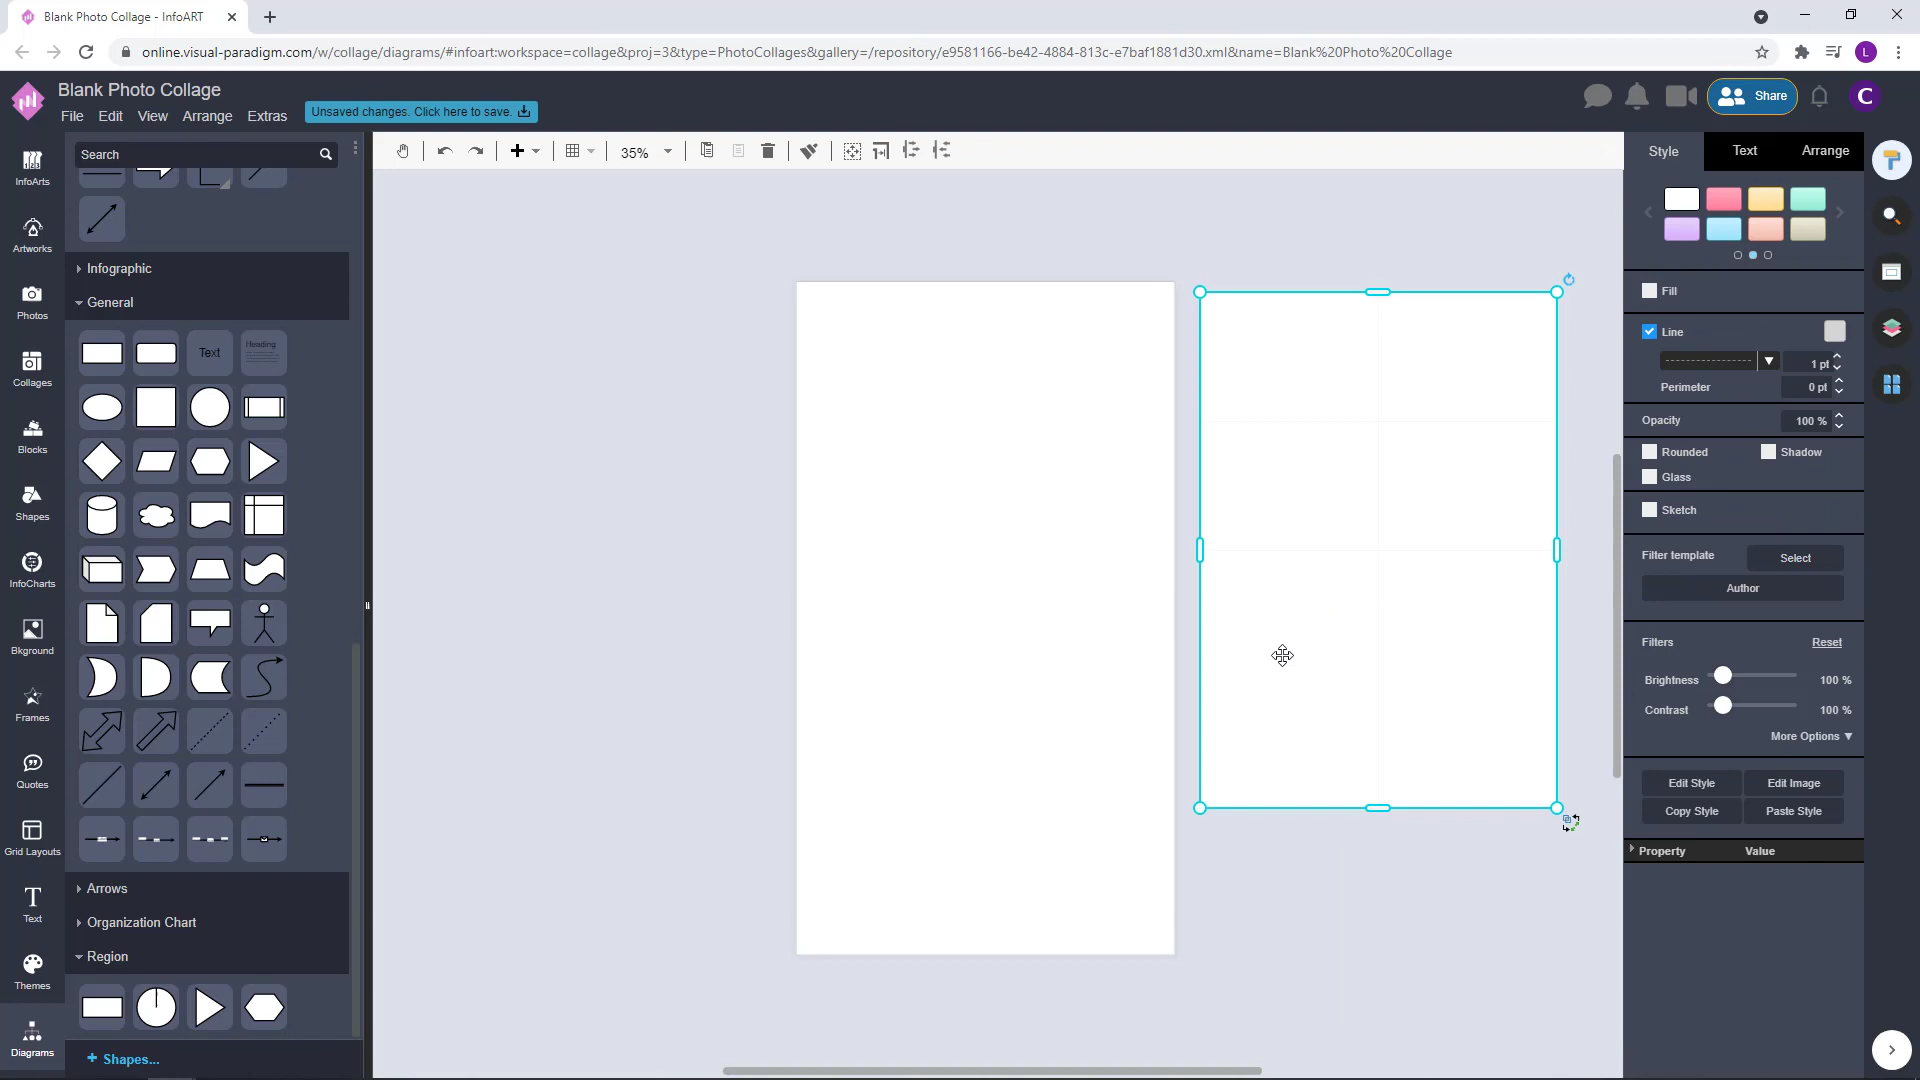 Blank Photo Collage - InfoART
online.visual-paradigm.com/w/collage/diagrams/#infoart:workspace=collage&proj=3&type=PhotoCollages&gallery=/repository/e9581166-be42-4884-813c-e7baf1881d30.xml&name=Blank%20Photo%20Collage
L
Blank Photo Collage
File Edit View Arrange Extras
Unsaved changes. Click here to save.
Share
C
InfoArts
Artworks
Photos
Collages
Blocks
Shapes
InfoCharts
Bkground
Frames
Quotes
Grid Layouts
Text
Themes
Diagrams
Search
Infographic
General
Text
Heading
Arrows
Organization Chart
Region
+ Shapes...
35%
Style Text Arrange
Fill
Line
1 pt
Perimeter 0 pt
Opacity 100 %
Rounded Shadow
Glass
Sketch
Filter template Select
Author
Filters Reset
Brightness 100 %
Contrast 100 %
More Options ▼
Edit Style Edit Image
Copy Style Paste Style
Property Value